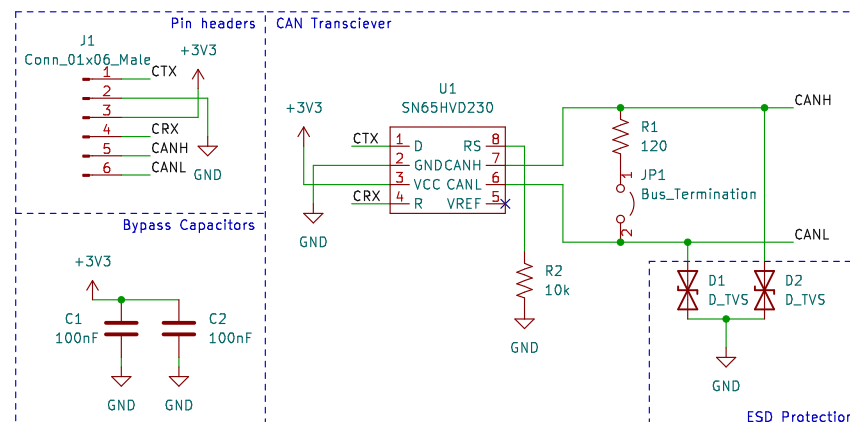 Pin headers
J1
Conn_01x06_Male
+3V3
1 CTX
2
3
4 CRX
5 CANH
6 CANL
GND
Bypass Capacitors
+3V3
C1
100nF
C2
100nF
GND
GND
CAN Transciever
U1
SN65HVD230
+3V3
CTX 1 D RS 8
2 GND CANH 7
3 VCC CANL 6
CRX 4 R VREF 5
GND
R2
10k
GND
CANH
R1
120
1
JP1
Bus_Termination
2
CANL
D1
D_TVS
D2
D_TVS
GND
ESD Protection